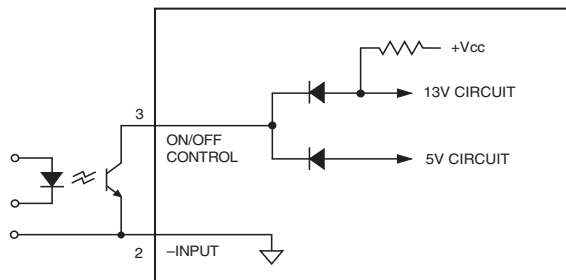 +Vcc
13V CIRCUIT
3
ON/OFF
CONTROL
5V CIRCUIT
2
–INPUT